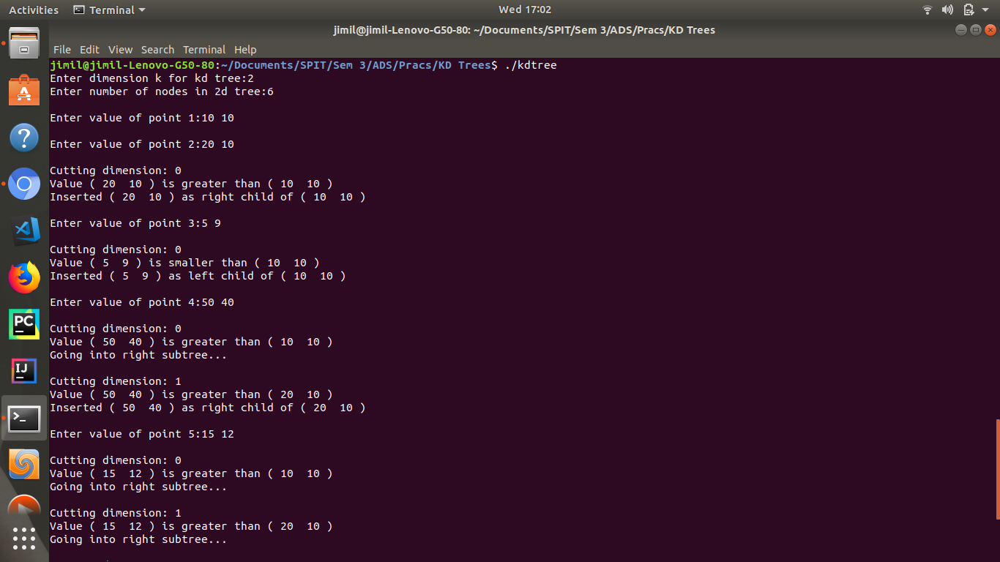 Activities Terminal Wed 17:02
jimil@jimil-Lenovo-G50-80: ~/Documents/SPIT/Sem 3/ADS/Pracs/KD Trees
File Edit View Search Terminal Help
jimil@jimil-Lenovo-G50-80:~/Documents/SPIT/Sem 3/ADS/Pracs/KD Trees$ ./kdtree
Enter dimension k for kd tree:2
Enter number of nodes in 2d tree:6
Enter value of point 1:10 10
Enter value of point 2:20 10
Cutting dimension: 0
Value ( 20  10 ) is greater than ( 10  10 )
Inserted ( 20  10 ) as right child of ( 10  10 )
Enter value of point 3:5 9
Cutting dimension: 0
Value ( 5  9 ) is smaller than ( 10  10 )
Inserted ( 5  9 ) as left child of ( 10  10 )
Enter value of point 4:50 40
Cutting dimension: 0
Value ( 50  40 ) is greater than ( 10  10 )
Going into right subtree...
Cutting dimension: 1
Value ( 50  40 ) is greater than ( 20  10 )
Inserted ( 50  40 ) as right child of ( 20  10 )
Enter value of point 5:15 12
Cutting dimension: 0
Value ( 15  12 ) is greater than ( 10  10 )
Going into right subtree...
Cutting dimension: 1
Value ( 15  12 ) is greater than ( 20  10 )
Going into right subtree...
PC
IJ